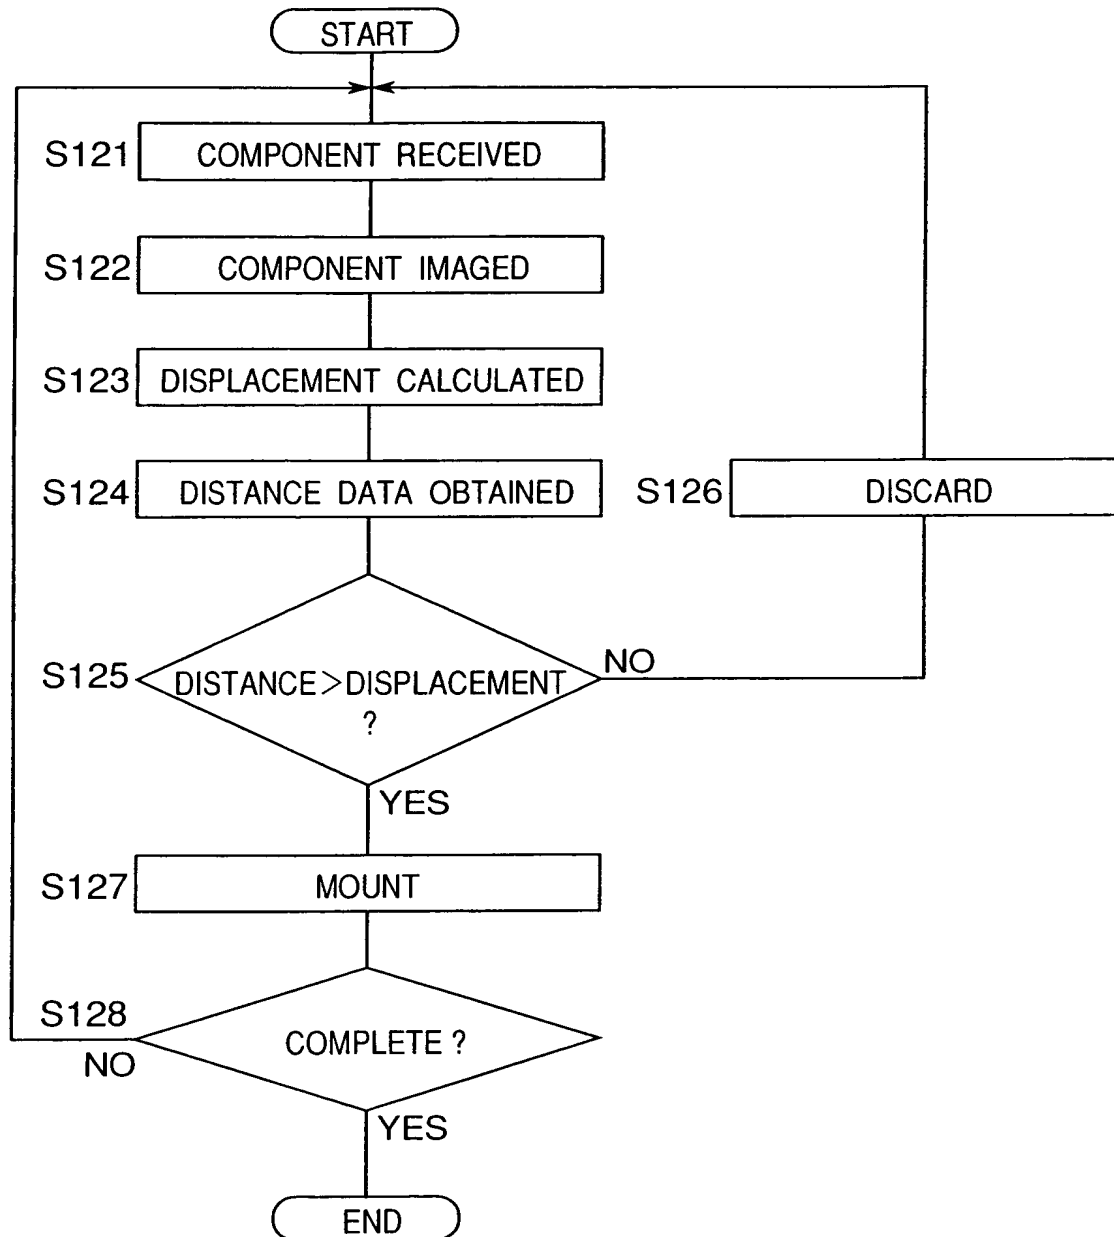 START
S121 COMPONENT RECEIVED
S122 COMPONENT IMAGED
S123 DISPLACEMENT CALCULATED
S124 DISTANCE DATA OBTAINED
S126 DISCARD
S125 DISTANCE>DISPLACEMENT
?
NO
YES
S127 MOUNT
S128 COMPLETE ?
NO
YES
END